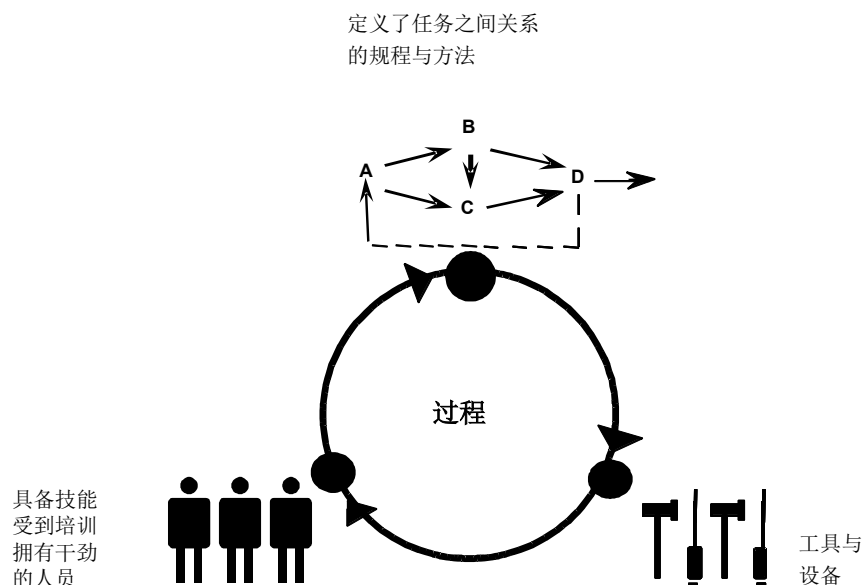 定义了任务之间关系
的规程与方法
B
A
D
C
过程
具备技能
受到培训
拥有干劲
的人员
工具与
设备